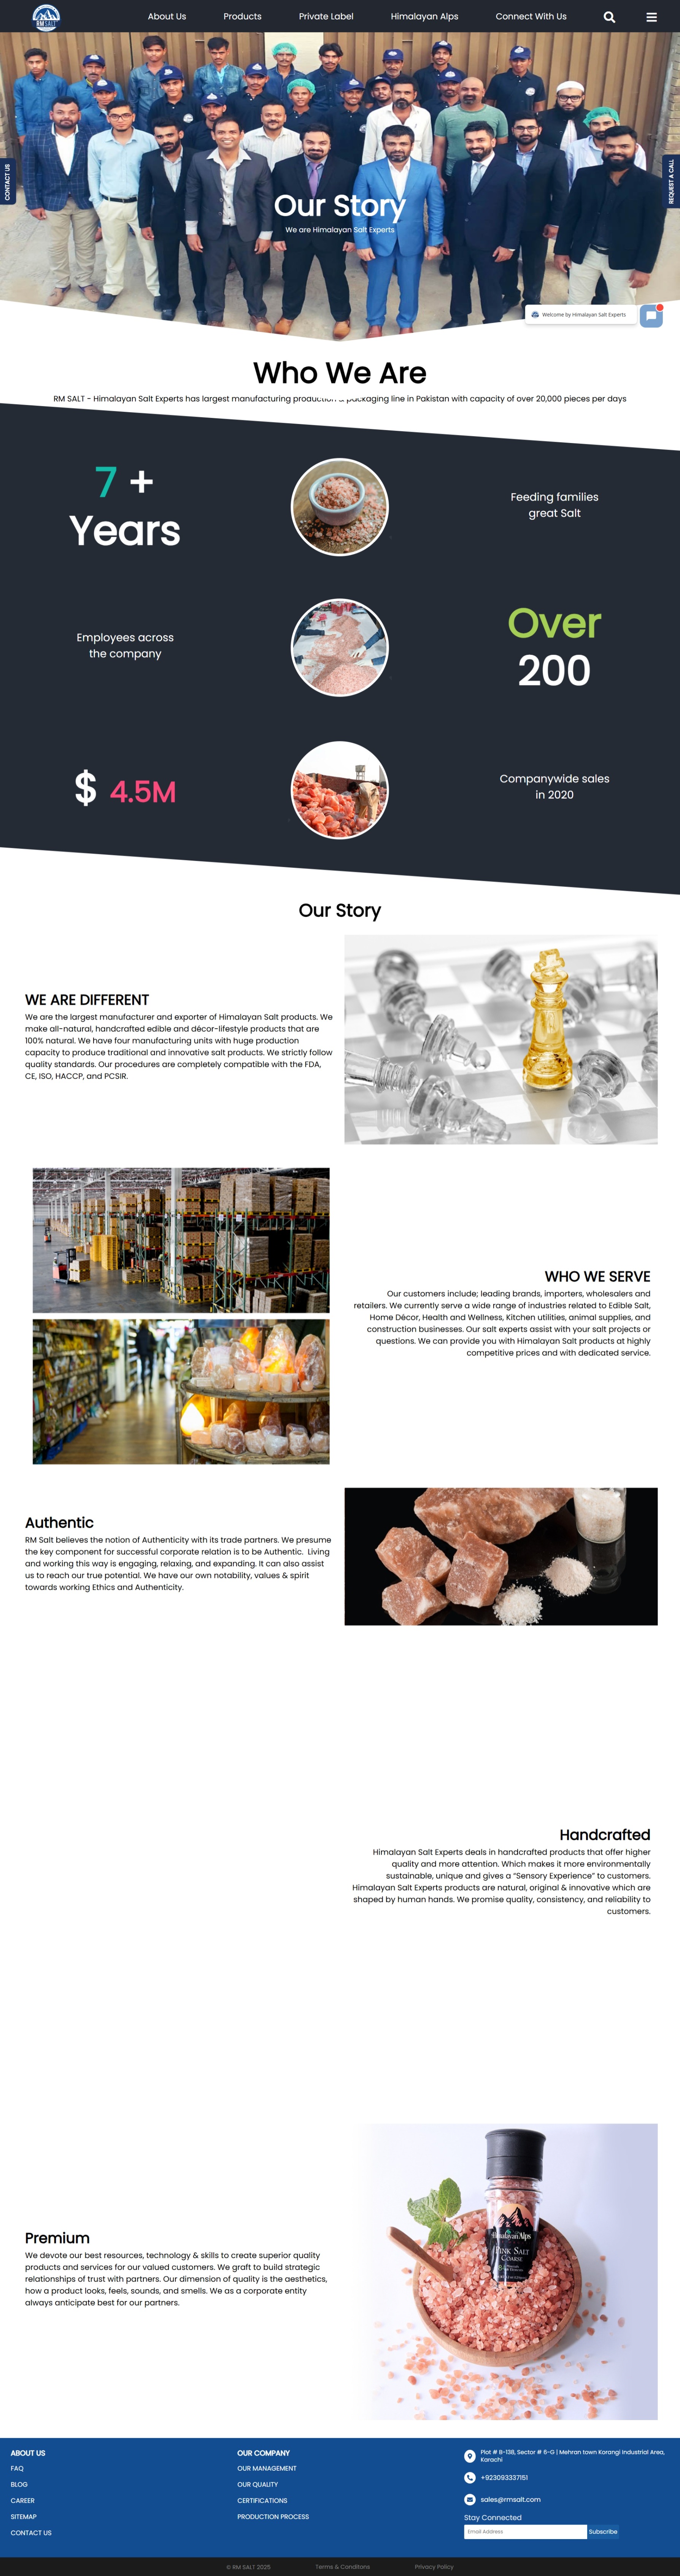 RM SALT
About Us
Products
Private Label
Himalayan Alps
Connect With Us
CONTACT US
REQUEST A CALL
Our Story
We are Himalayan Salt Experts
Welcome by Himalayan Salt Experts
Who We Are
RM SALT - Himalayan Salt Experts has largest manufacturing production & packaging line in Pakistan with capacity of over 20,000 pieces per days
7 +
Years
Feeding families
great Salt
Employees across
the company
Over
200
$ 4.5M
Companywide sales
in 2020
Our Story
WE ARE DIFFERENT
We are the largest manufacturer and exporter of Himalayan Salt products. We
make all-natural, handcrafted edible and décor-lifestyle products that are
100% natural. We have four manufacturing units with huge production
capacity to produce traditional and innovative salt products. We strictly follow
quality standards. Our procedures are completely compatible with the FDA,
CE, ISO, HACCP, and PCSIR.
WHO WE SERVE
Our customers include; leading brands, importers, wholesalers and
retailers. We currently serve a wide range of industries related to Edible Salt,
Home Décor, Health and Wellness, Kitchen utilities, animal supplies, and
construction businesses. Our salt experts assist with your salt projects or
questions. We can provide you with Himalayan Salt products at highly
competitive prices and with dedicated service.
Authentic
RM Salt believes the notion of Authenticity with its trade partners. We presume
the key component for successful corporate relation is to be Authentic.  Living
and working this way is engaging, relaxing, and expanding. It can also assist
us to reach our true potential. We have our own notability, values & spirit
towards working Ethics and Authenticity.
Handcrafted
Himalayan Salt Experts deals in handcrafted products that offer higher
quality and more attention. Which makes it more environmentally
sustainable, unique and gives a “Sensory Experience” to customers.
Himalayan Salt Experts products are natural, original & innovative which are
shaped by human hands. We promise quality, consistency, and reliability to
customers.
Himalayan Alps
PINK SALT
COARSE
Premium
We devote our best resources, technology & skills to create superior quality
products and services for our valued customers. We graft to build strategic
relationships of trust with partners. Our dimension of quality is the aesthetics,
how a product looks, feels, sounds, and smells. We as a corporate entity
always anticipate best for our partners.
ABOUT US
FAQ
BLOG
CAREER
SITEMAP
CONTACT US
OUR COMPANY
OUR MANAGEMENT
OUR QUALITY
CERTIFICATIONS
PRODUCTION PROCESS
Plot # B-138, Sector # 6-G | Mehran town Korangi Industrial Area,
Karachi
+923093337151
sales@rmsalt.com
Stay Connected
Email Address
Subscribe
© RM SALT 2025
Terms & Conditons
Privacy Policy